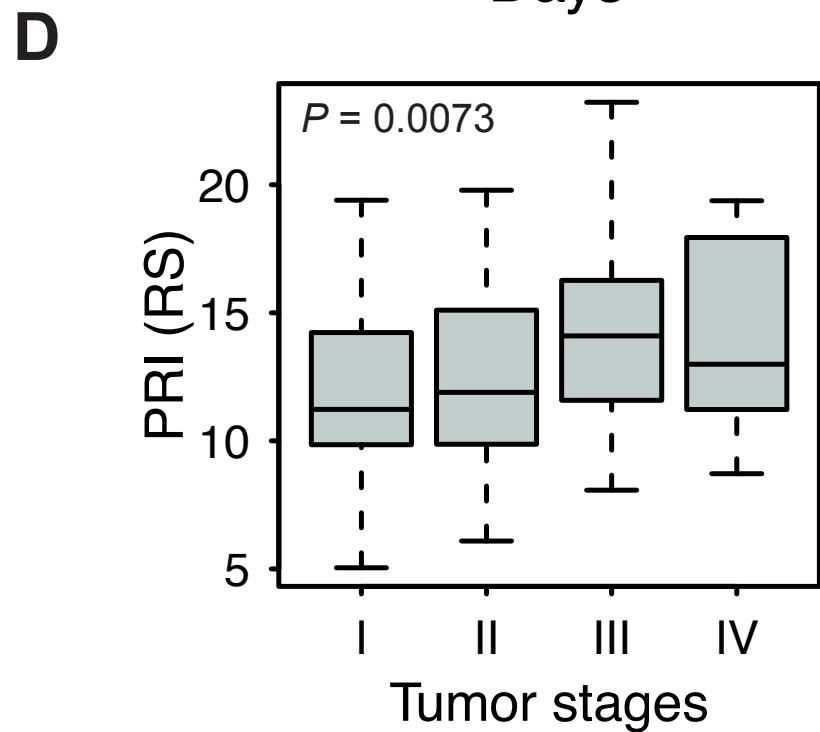 Days
D
P = 0.0073
20
15
10
5
PRI (RS)
I
II
III
IV
Tumor stages